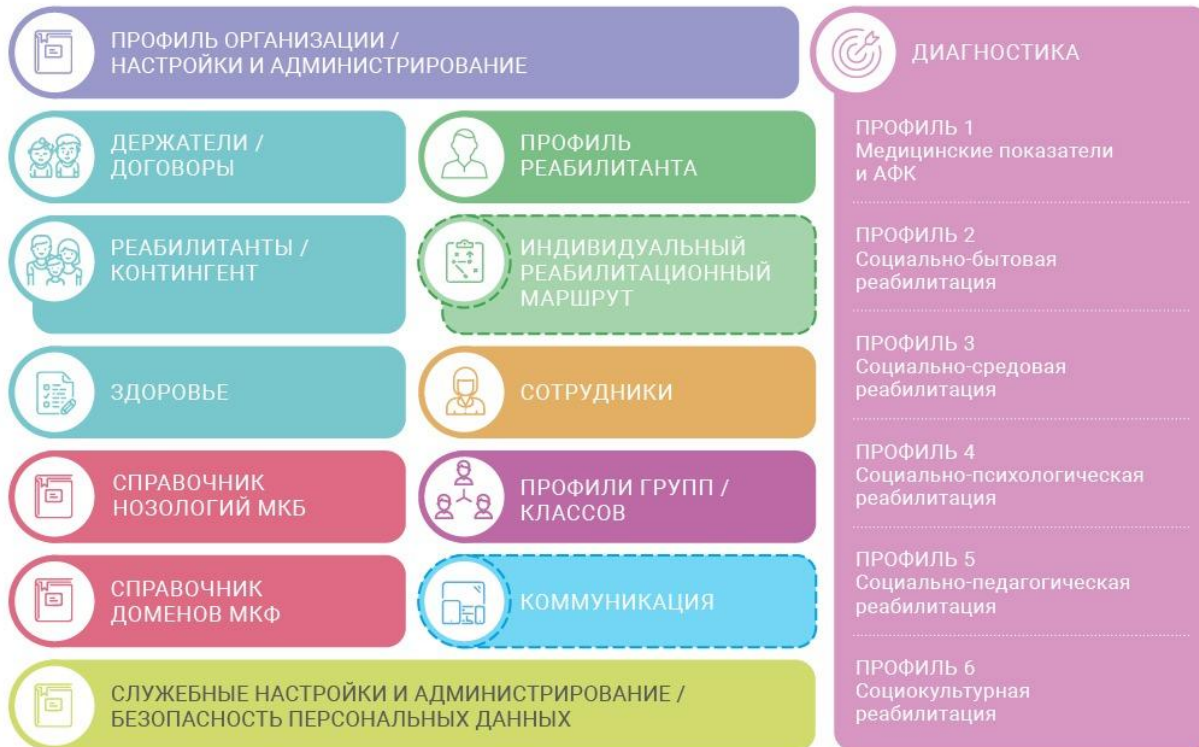 ПРОФИЛЬ ОРГАНИЗАЦИИ /
НАСТРОЙКИ И АДМИНИСТРИРОВАНИЕ
ДЕРЖАТЕЛИ /
ДОГОВОРЫ
ПРОФИЛЬ
РЕАБИЛИТАНТА
РЕАБИЛИТАНТЫ /
КОНТИНГЕНТ
ИНДИВИДУАЛЬНЫЙ
РЕАБИЛИТАЦИОННЫЙ
МАРШРУТ
ЗДОРОВЬЕ
СОТРУДНИКИ
СПРАВОЧНИК
НОЗОЛОГИЙ МКБ
ПРОФИЛИ ГРУПП /
КЛАССОВ
СПРАВОЧНИК
ДОМЕНОВ МКФ
КОММУНИКАЦИЯ
СЛУЖЕБНЫЕ НАСТРОЙКИ И АДМИНИСТРИРОВАНИЕ /
БЕЗОПАСНОСТЬ ПЕРСОНАЛЬНЫХ ДАННЫХ
ДИАГНОСТИКА
ПРОФИЛЬ 1
Медицинские показатели
и АФК
ПРОФИЛЬ 2
Социально-бытовая
реабилитация
ПРОФИЛЬ 3
Социально-средовая
реабилитация
ПРОФИЛЬ 4
Социально-психологическая
реабилитация
ПРОФИЛЬ 5
Социально-педагогическая
реабилитация
ПРОФИЛЬ 6
Социокультурная
реабилитация